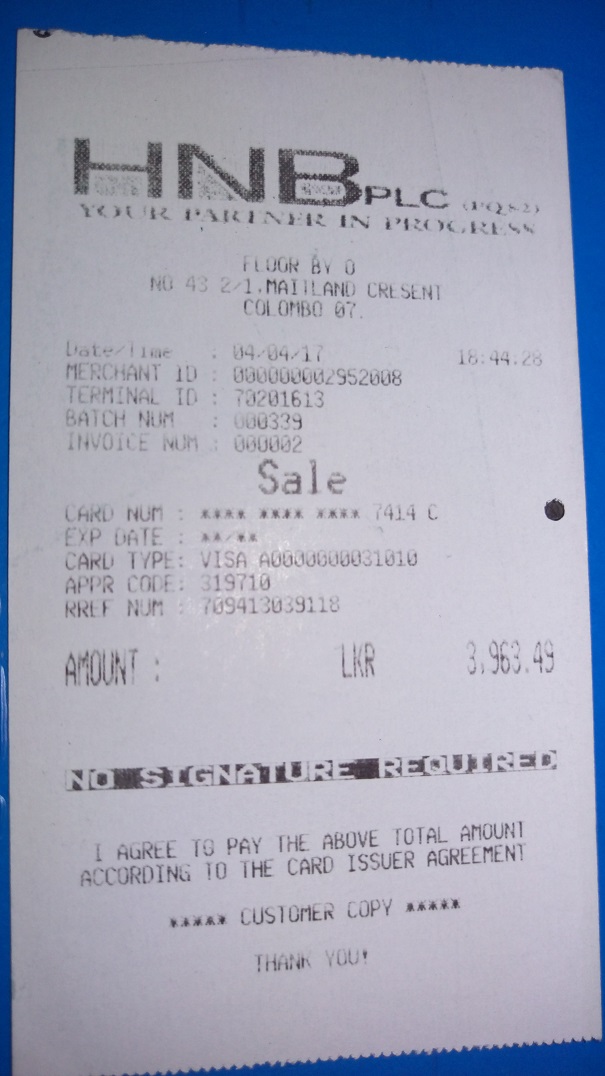 HNB PLC (PQ82)
YOUR PARTNER IN PROGRESS
FLOOR BY O
NO 43 2/1,MAITLAND CRESENT
COLOMBO 07.
Date/Time : 04/04/17 18:44:28
MERCHANT ID : 000000002952008
TERMINAL ID : 70201613
BATCH NUM : 000339
INVOICE NUM : 000002
Sale
CARD NUM : **** **** **** 7414 C
EXP DATE : **/**
CARD TYPE: VISA A0000000031010
APPR CODE: 319710
RREF NUM : 709413039118
AMOUNT : LKR 3,963.49
NO SIGNATURE REQUIRED
I AGREE TO PAY THE ABOVE TOTAL AMOUNT
ACCORDING TO THE CARD ISSUER AGREEMENT
***** CUSTOMER COPY *****
THANK YOU!